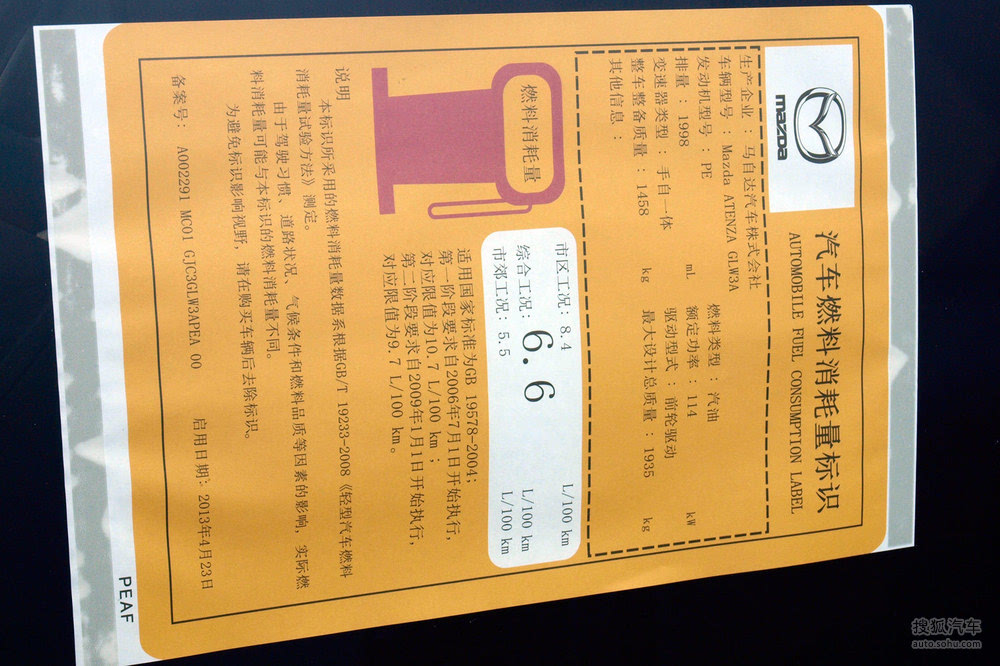 mazda
汽车燃料消耗量标识
AUTOMOBILE FUEL CONSUMPTION LABEL
生产企业：马自达汽车株式会社
车辆型号：Mazda ATENZA GLW3A
发动机型号：PE 燃料类型：汽油
排量：1998 mL 额定功率：114 kW
变速器类型：手自一体 驱动型式：前轮驱动
整车整备质量：1458 kg 最大设计总质量：1935 kg
其他信息：
燃料消耗量
市区工况：8.4 L/100 km
综合工况：6.6 L/100 km
市郊工况：5.5 L/100 km
适用国家标准为GB 19578-2004；
第一阶段要求自2006年7月1日开始执行，
对应限值为10.7 L/100 km；
第二阶段要求自2009年1月1日开始执行，
对应限值为9.7 L/100 km。
说明
本标识所采用的燃料消耗量数据系根据GB/T 19233-2008《轻型汽车燃料
消耗量试验方法》测定。
由于驾驶习惯、道路状况、气候条件和燃料品质等因素的影响，实际燃
料消耗量可能与本标识的燃料消耗量不同。
为避免标识影响视野，请在购买车辆后去除标识。
备案号： A002291 MC01 GJC3GLW3APEA 00 启用日期：2013年4月23日
PEAF
搜狐汽车
auto.sohu.com